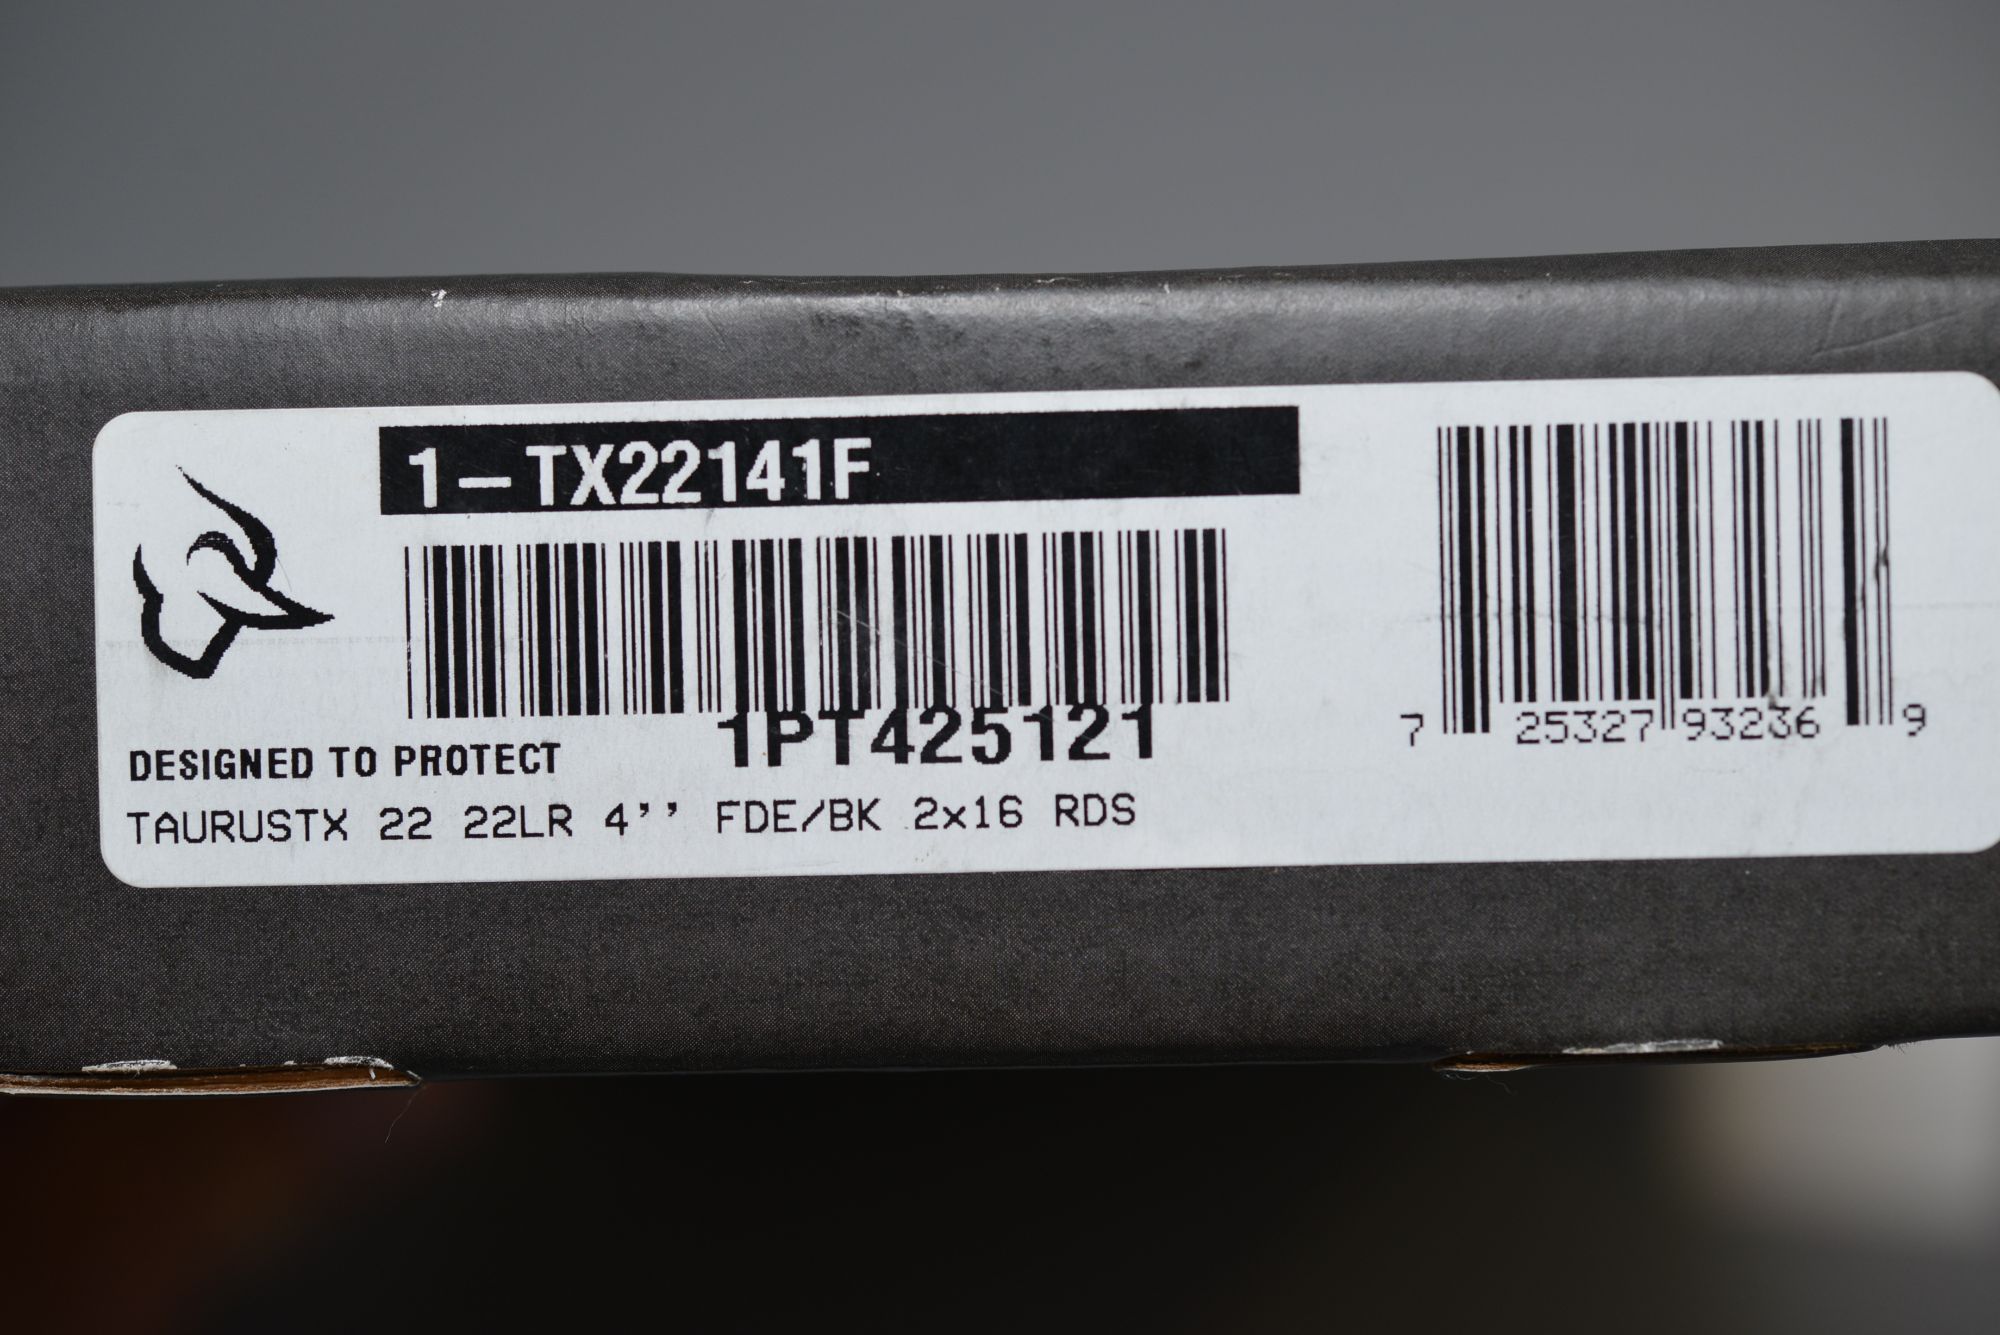 1-TX22141F
1PT425121
7 25327 93236 9
DESIGNED TO PROTECT
TAURUSTX 22 22LR 4'' FDE/BK 2x16 RDS